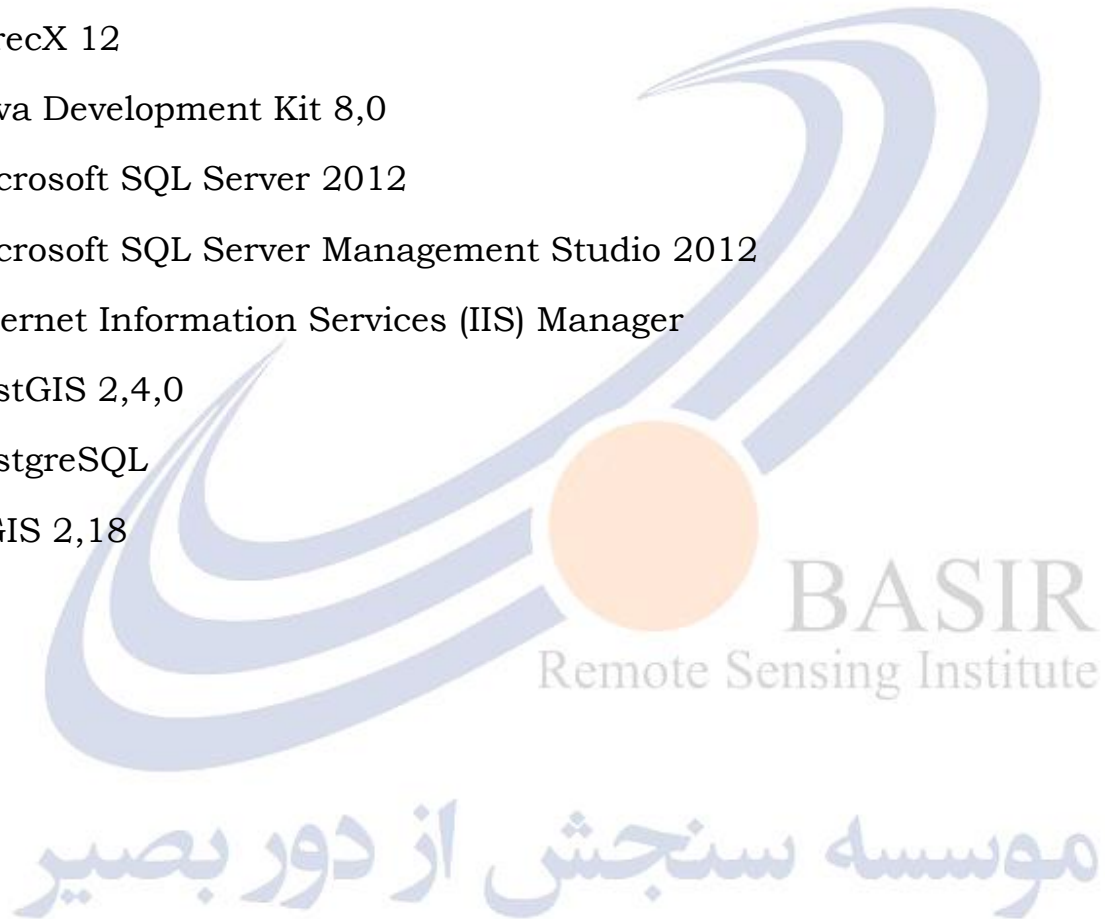 recX 12
va Development Kit 8,0
crosoft SQL Server 2012
crosoft SQL Server Management Studio 2012
ernet Information Services (IIS) Manager
stGIS 2,4,0
stgreSQL
GIS 2,18
BASIR
Remote Sensing Institute
موسسه سنجش از دور بصیر